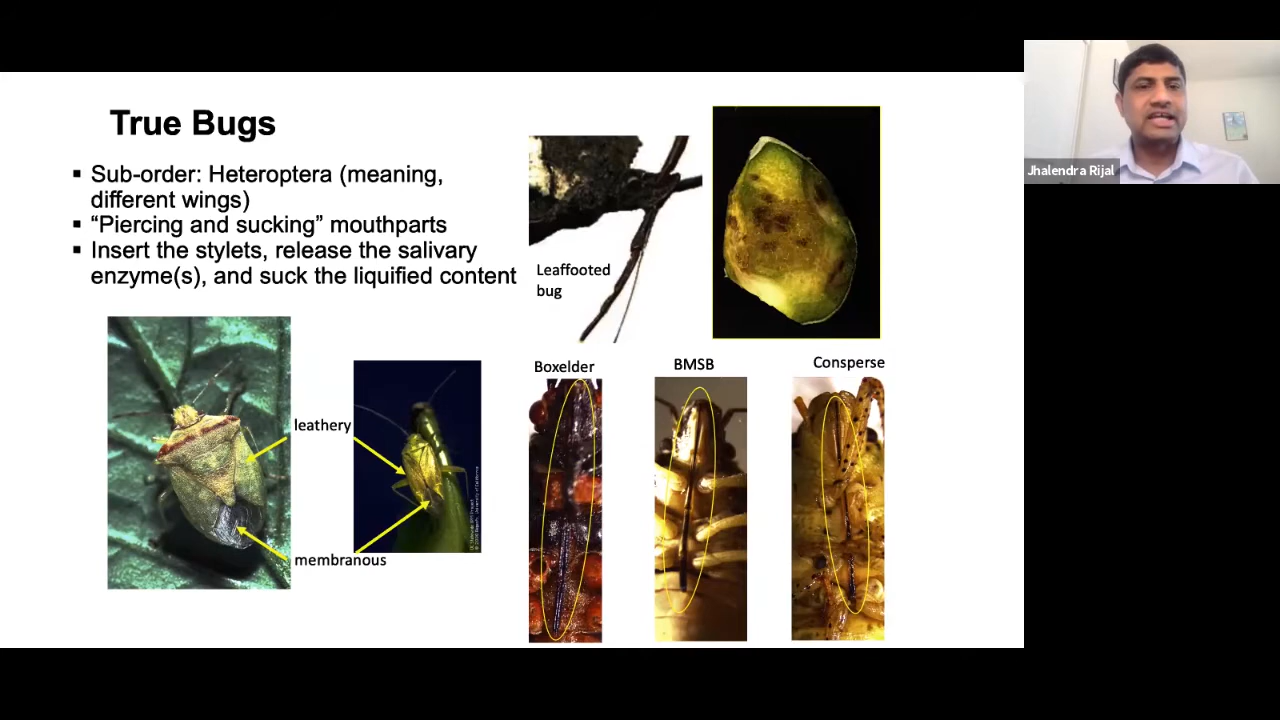 True Bugs
▪ Sub-order: Heteroptera (meaning,
different wings)
▪ “Piercing and sucking” mouthparts
▪ Insert the stylets, release the salivary
enzyme(s), and suck the liquified content
leathery
membranous
Leaffooted
bug
Boxelder
BMSB
Consperse
Jhalendra Rijal